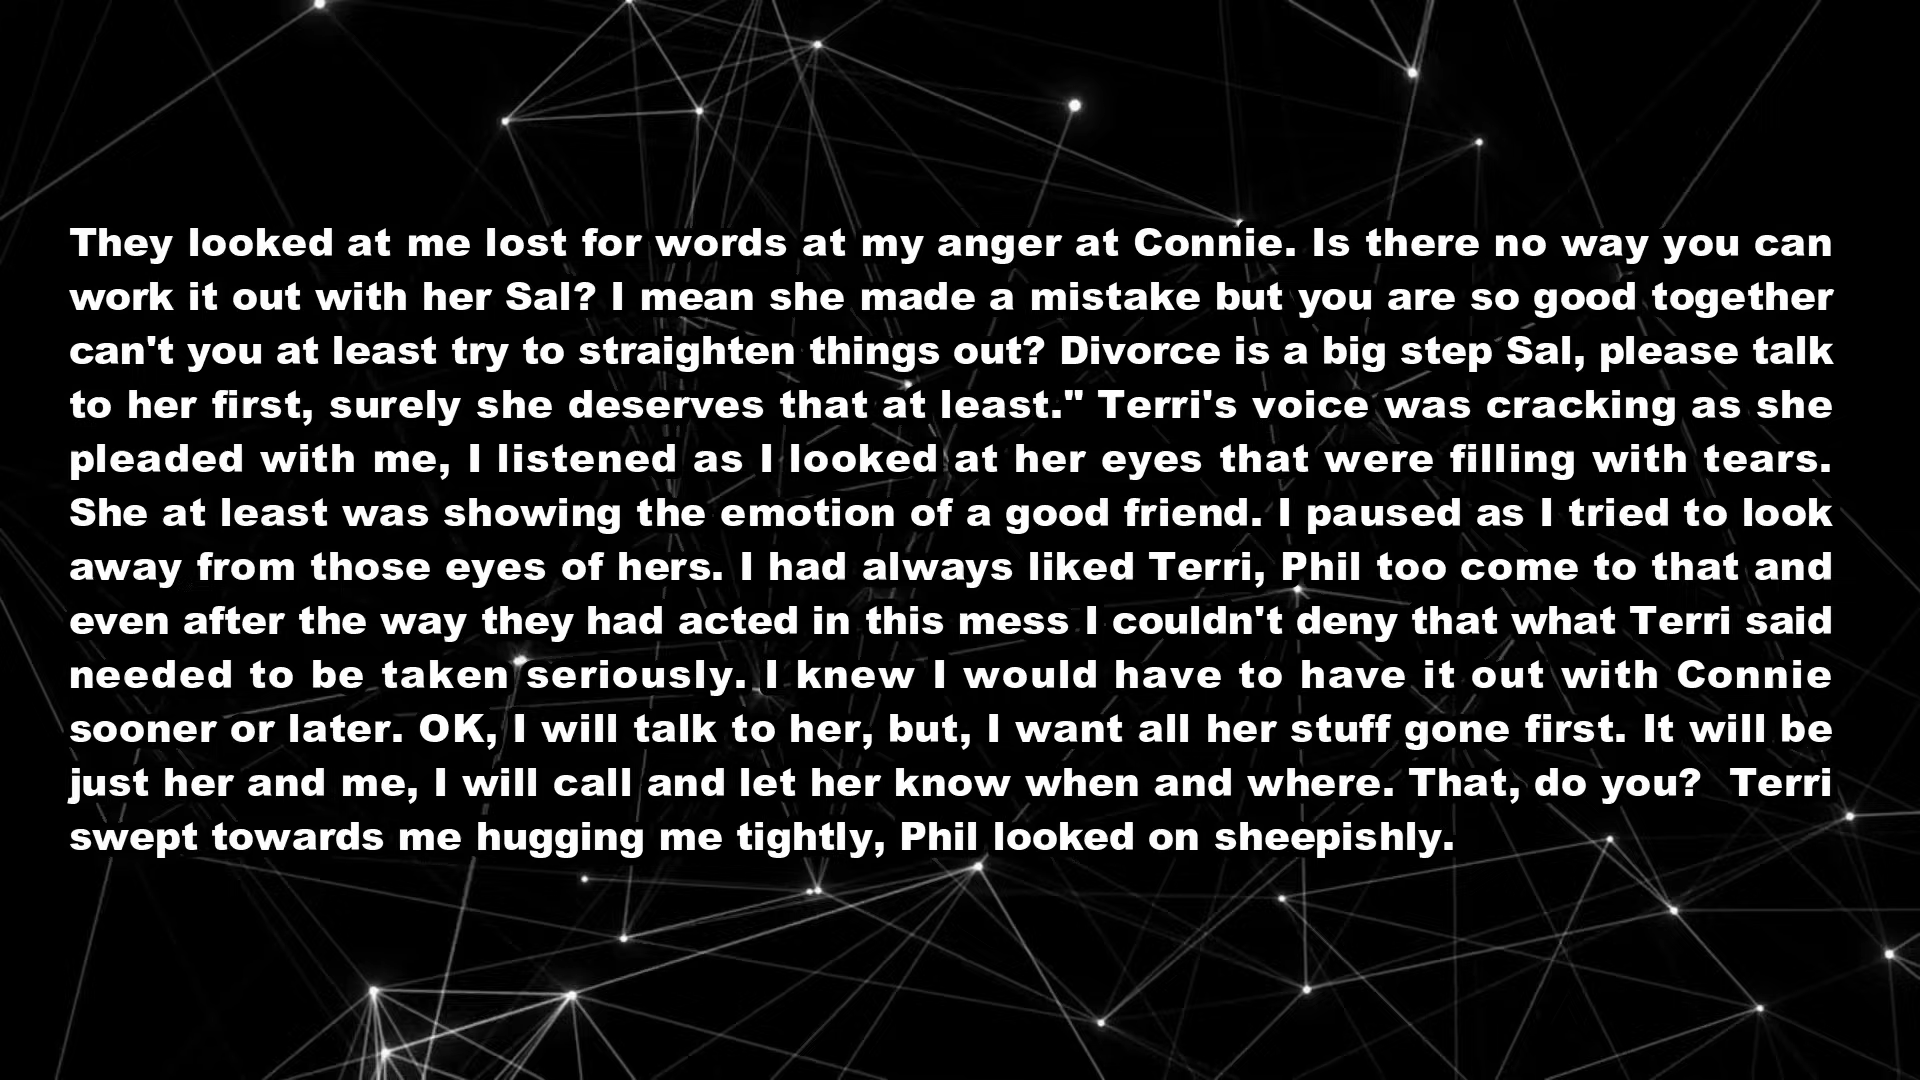 They looked at me lost for words at my anger at Connie. Is there no way you can
work it out with her Sal? I mean she made a mistake but you are so good together
can't you at least try to straighten things out? Divorce is a big step Sal, please talk
to her first, surely she deserves that at least." Terri's voice was cracking as she
pleaded with me, I listened as I looked at her eyes that were filling with tears.
She at least was showing the emotion of a good friend. I paused as I tried to look
away from those eyes of hers. I had always liked Terri, Phil too come to that and
even after the way they had acted in this mess I couldn't deny that what Terri said
needed to be taken seriously. I knew I would have to have it out with Connie
sooner or later. OK, I will talk to her, but, I want all her stuff gone first. It will be
just her and me, I will call and let her know when and where. That, do you?  Terri
swept towards me hugging me tightly, Phil looked on sheepishly.